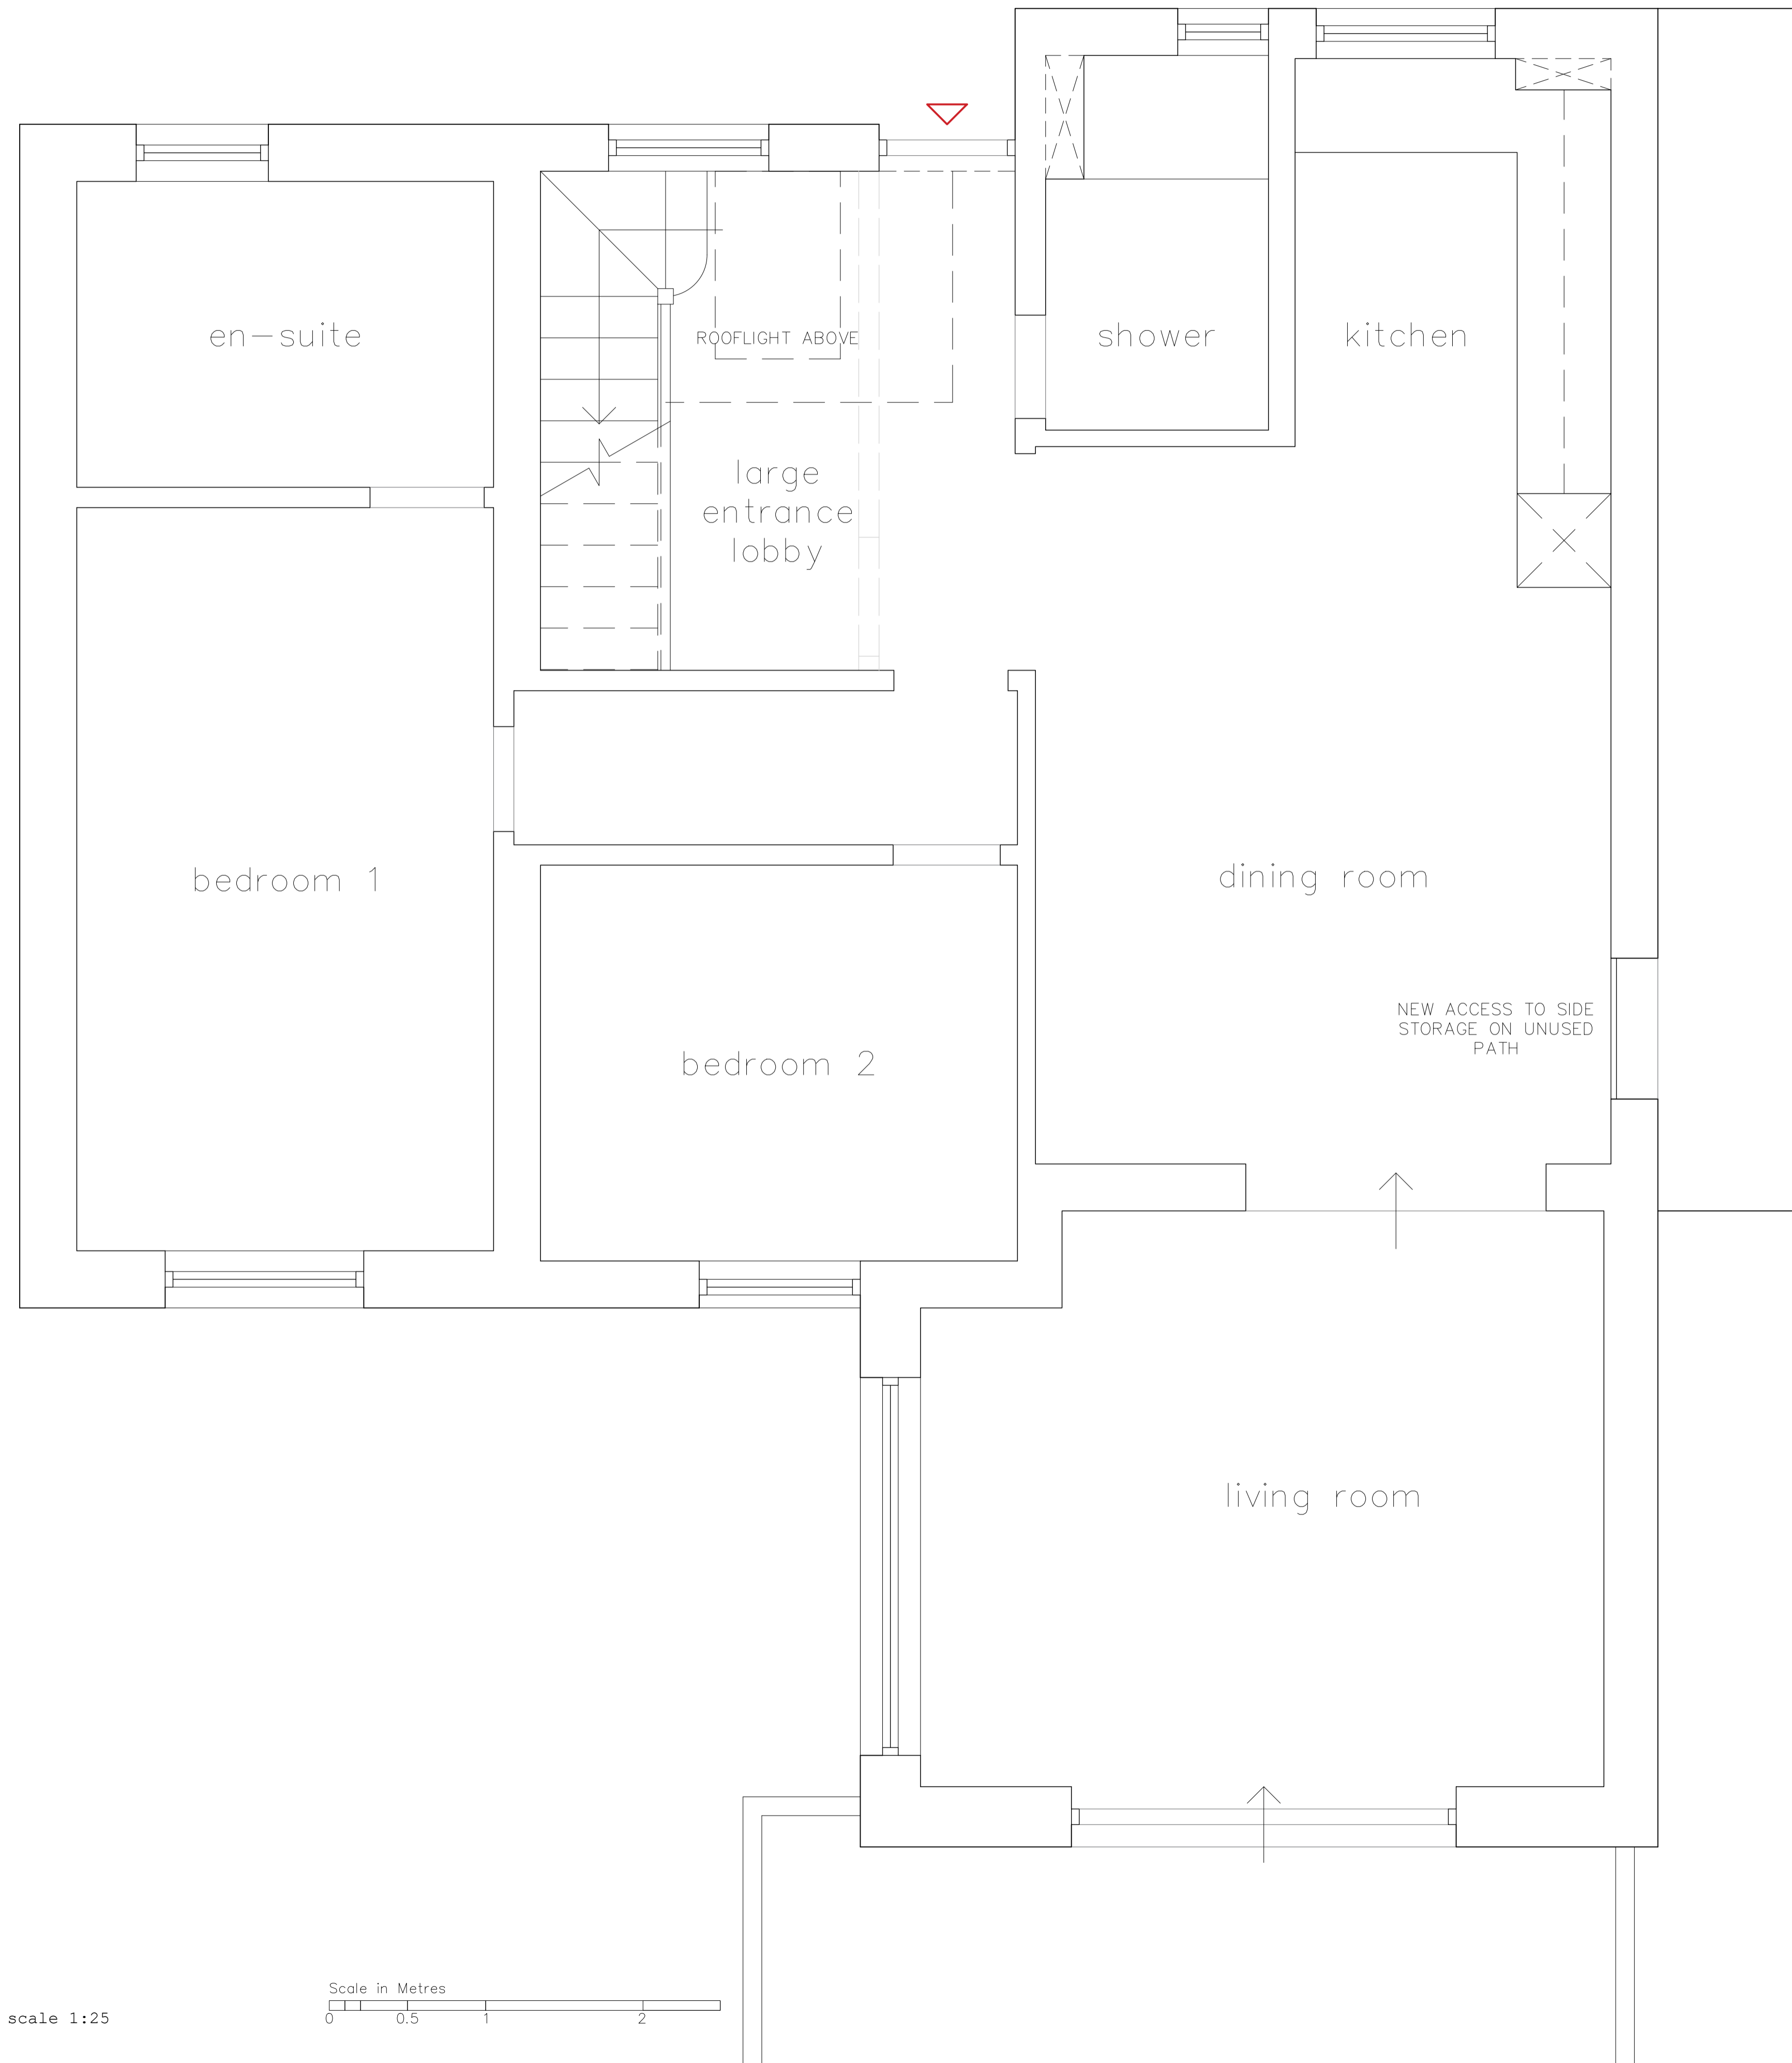 en-suite
ROOFLIGHT ABOVE
shower
kitchen
large
entrance
lobby
bedroom 1
dining room
NEW ACCESS TO SIDE
STORAGE ON UNUSED
PATH
bedroom 2
living room
Scale in Metres
0 0.5 1 2
scale 1:25